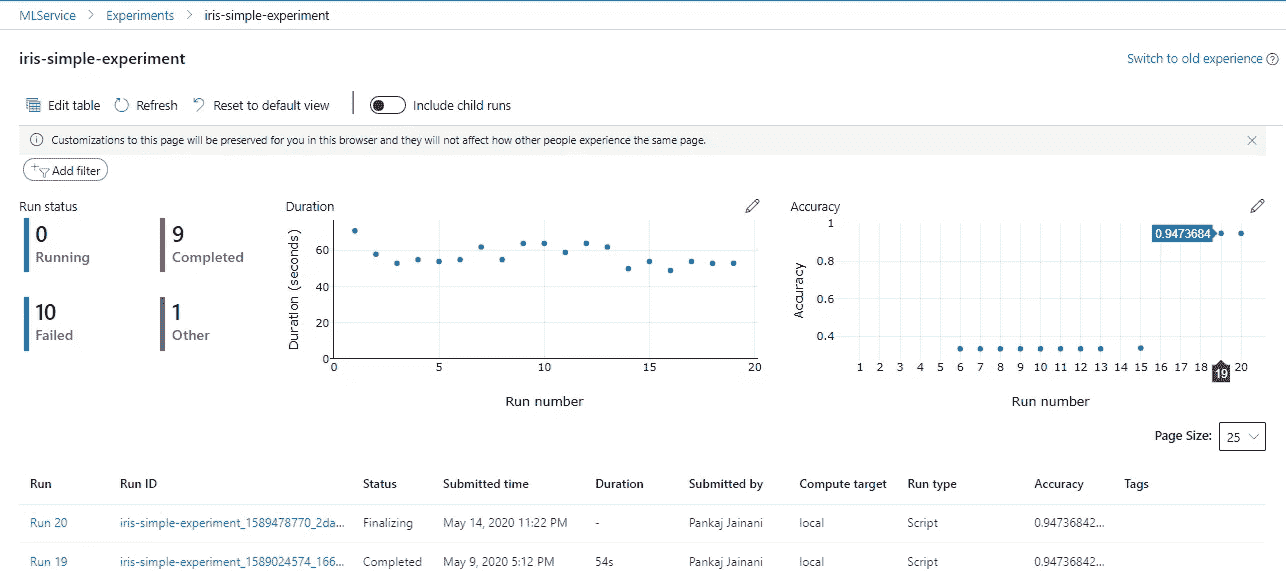 MLService > Experiments > iris-simple-experiment
iris-simple-experiment
Switch to old experience
Edit table Refresh Reset to default view Include child runs
Customizations to this page will be preserved for you in this browser and they will not affect how other people experience the same page.
Add filter
Run status
0
Running
9
Completed
10
Failed
1
Other
Duration
Duration (seconds)
60
40
20
0
0 5 10 15 20
Run number
Accuracy
Accuracy
1
0.8
0.6
0.4
0.9473684
1 2 3 4 5 6 7 8 9 10 11 12 13 14 15 16 17 18 19 20
Run number
Page Size: 25
Run Run ID Status Submitted time Duration Submitted by Compute target Run type Accuracy Tags
Run 20 iris-simple-experiment_1589478770_2da... Finalizing May 14, 2020 11:22 PM - Pankaj Jainani local Script 0.94736842...
Run 19 iris-simple-experiment_1589024574_166... Completed May 9, 2020 5:12 PM 54s Pankaj Jainani local Script 0.94736842...